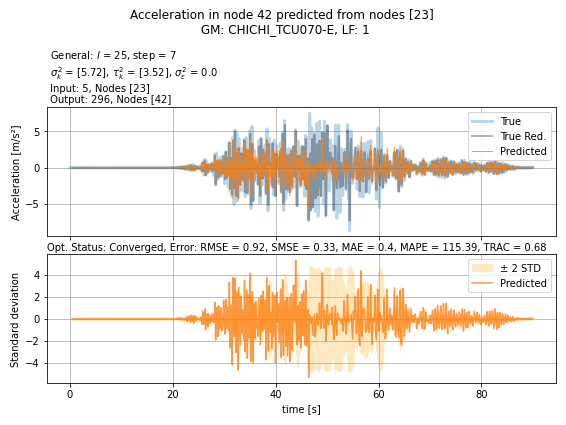 Acceleration in node 42 predicted from nodes [23]
GM: CHICHI_TCU070-E, LF: 1
General: l = 25, step = 7
σ²ₖ = [5.72], τ²ₖ = [3.52], σ²ε = 0.0
Input: 5, Nodes [23]
Output: 296, Nodes [42]
Acceleration [m/s²]
5
0
−5
True
True Red.
Predicted
Opt. Status: Converged, Error: RMSE = 0.92, SMSE = 0.33, MAE = 0.4, MAPE = 115.39, TRAC = 0.68
Standard deviation
4
2
0
−2
−4
± 2 STD
Predicted
0 20 40 60 80
time [s]